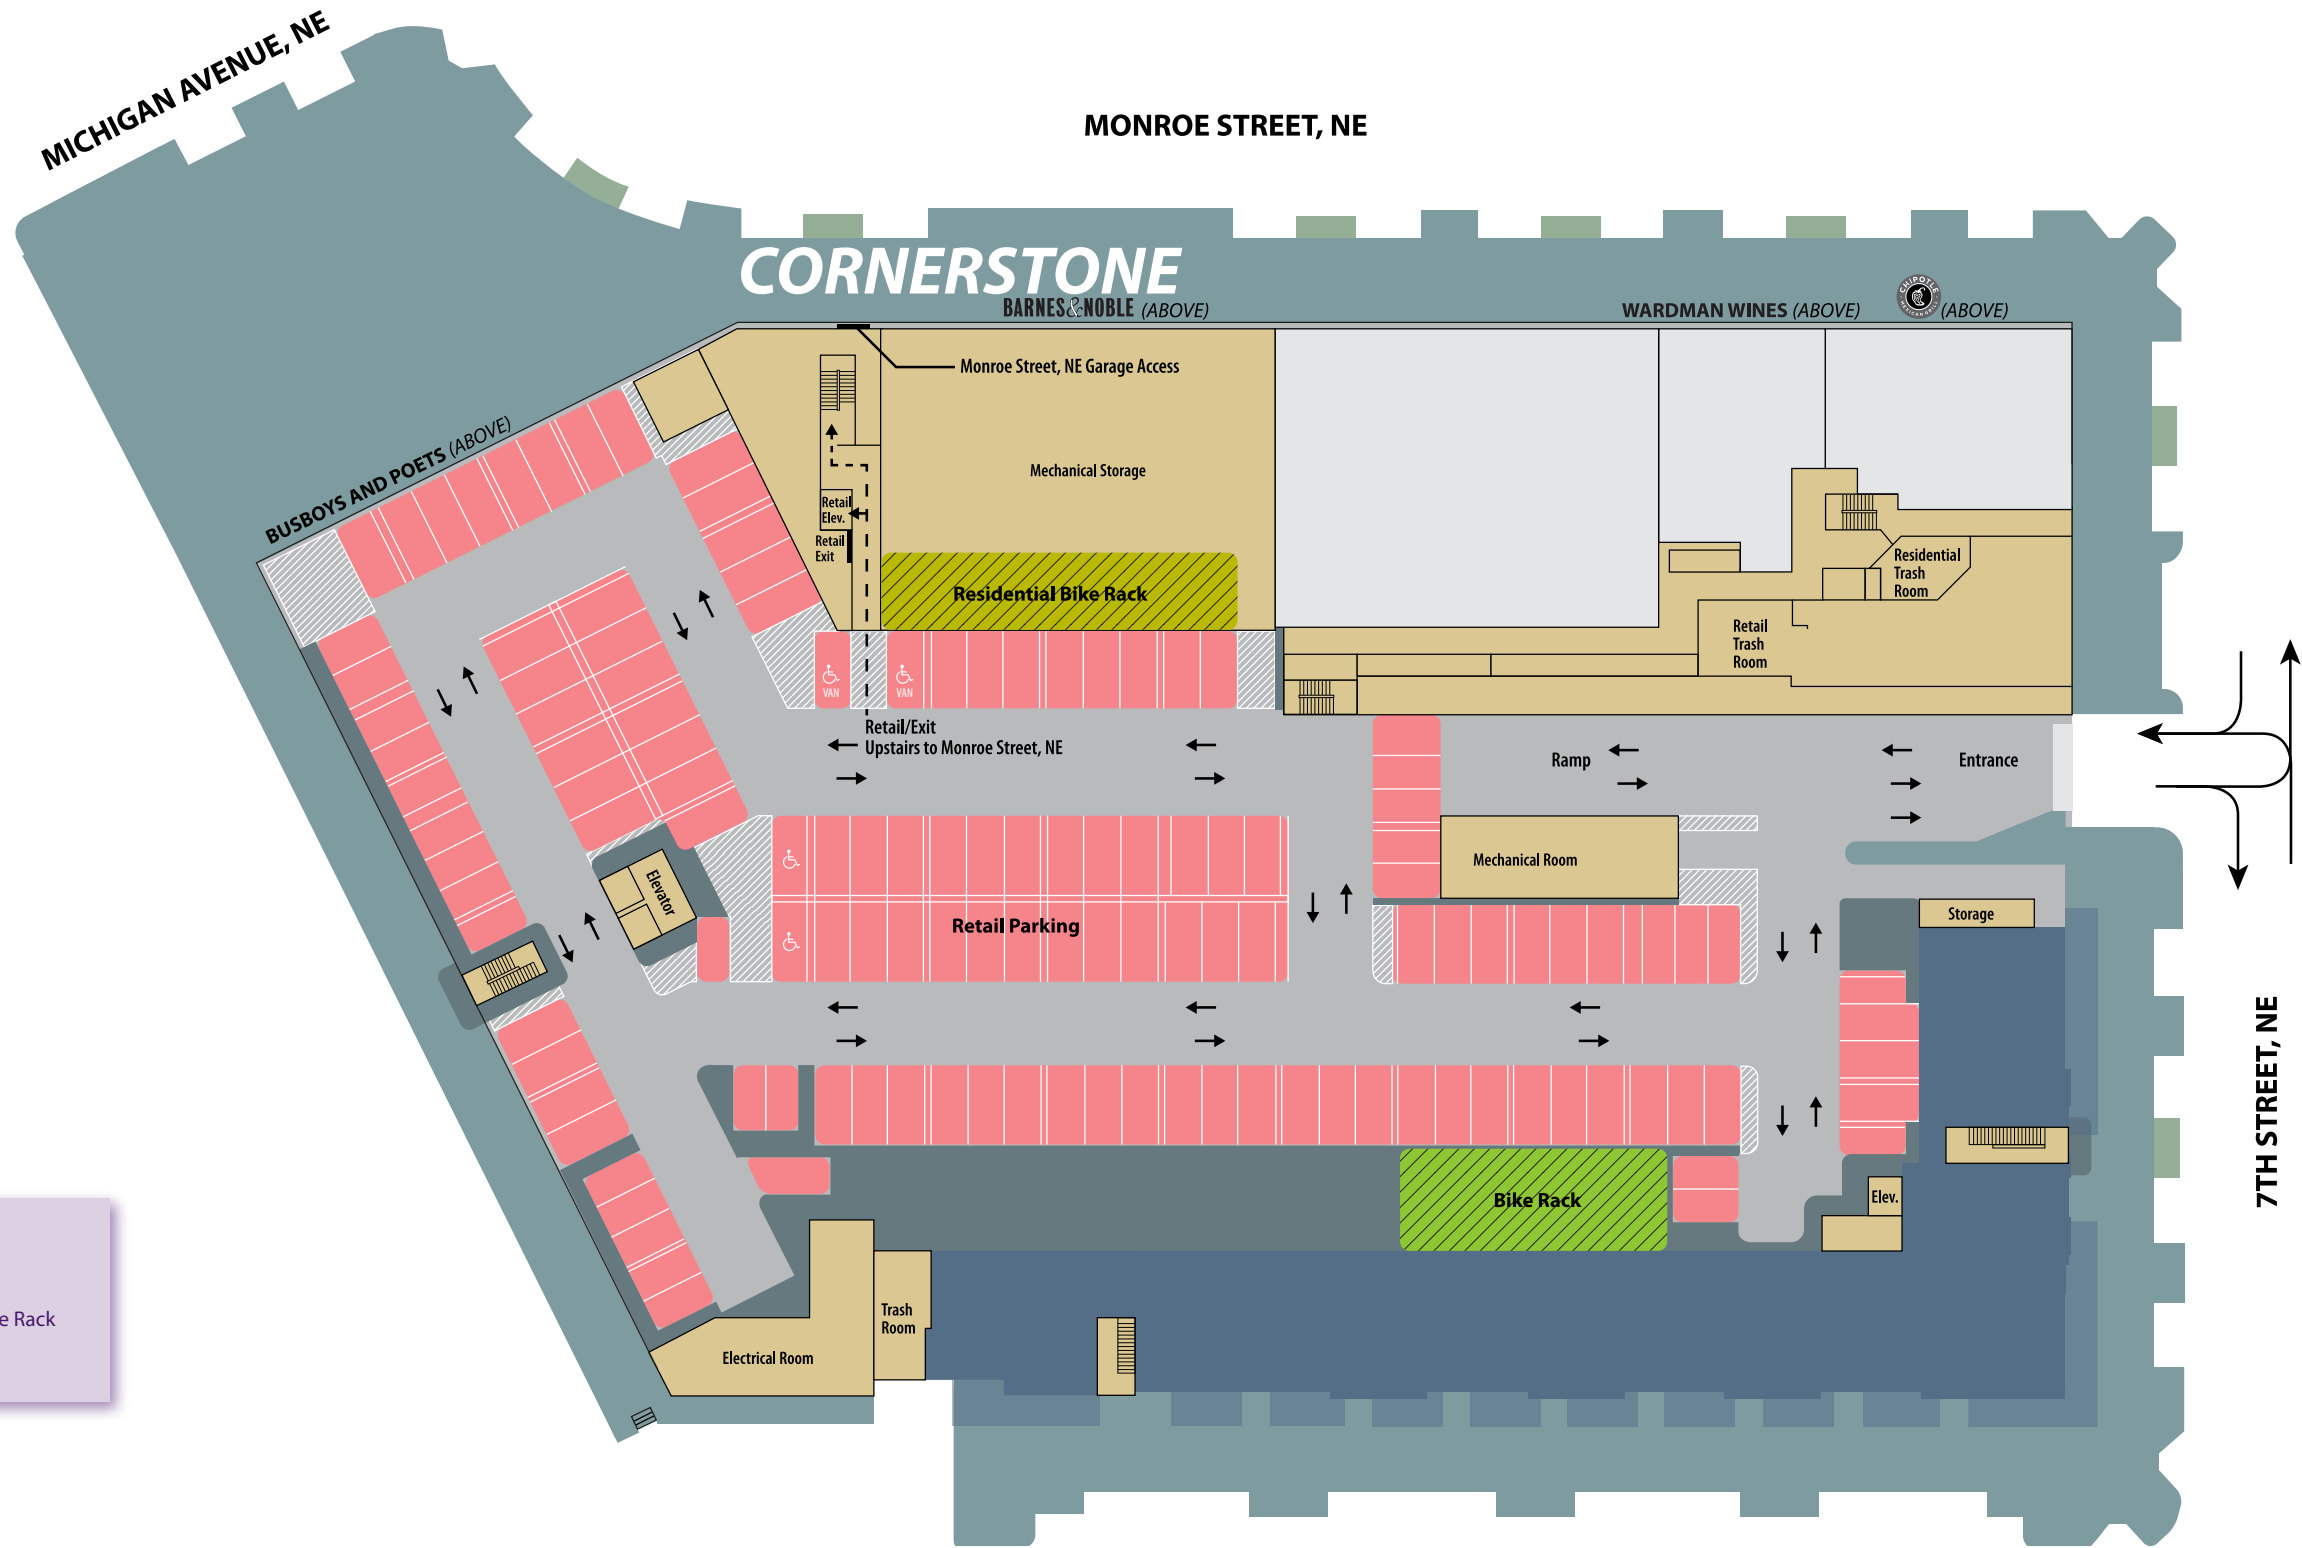 MICHIGAN AVENUE, NE
MONROE STREET, NE
CORNERSTONE
BARNES&NOBLE (ABOVE)
WARDMAN WINES (ABOVE)
CHIPOTLE
MEXICAN GRILL
(ABOVE)
Monroe Street, NE Garage Access
BUSBOYS AND POETS (ABOVE)
Mechanical Storage
Retail
Elev.
Retail
Exit
Residential Bike Rack
Residential
Trash
Room
Retail
Trash
Room
VAN
VAN
Retail/Exit
Upstairs to Monroe Street, NE
Ramp
Entrance
Mechanical Room
Elevator
Retail Parking
Storage
7TH STREET, NE
Bike Rack
Elev.
e Rack
Trash
Room
Electrical Room